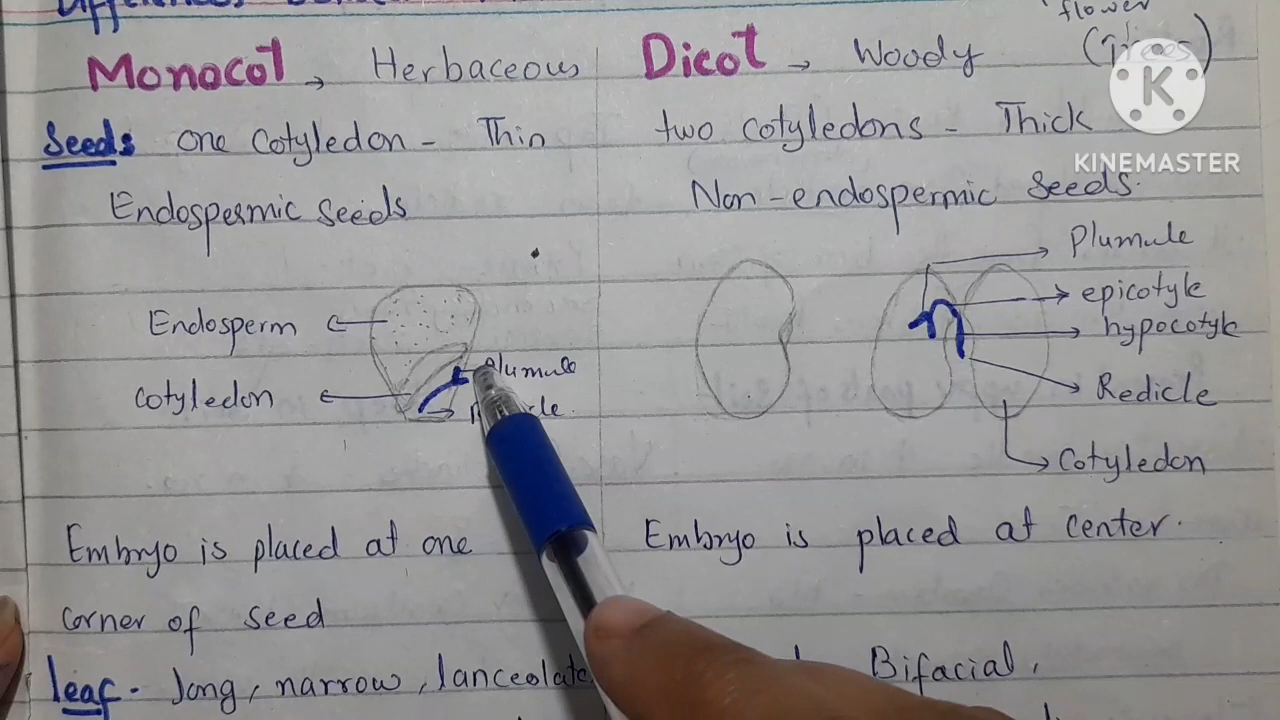 Differences between
flower
Monocot → Herbaceous
Dicot → Woody
K
KINEMASTER
Seeds one Cotyledon - Thin
two cotyledons - Thick
Endospermic Seeds
Non-endospermic Seeds.
Plumule
epicotyle
hypocotyle
Redicle
Cotyledon
Endosperm
Cotyledon
Plumule
Embryo is placed at one
corner of seed
Embryo is placed at center.
leaf - long, narrow, lanceolate
Bifacial,